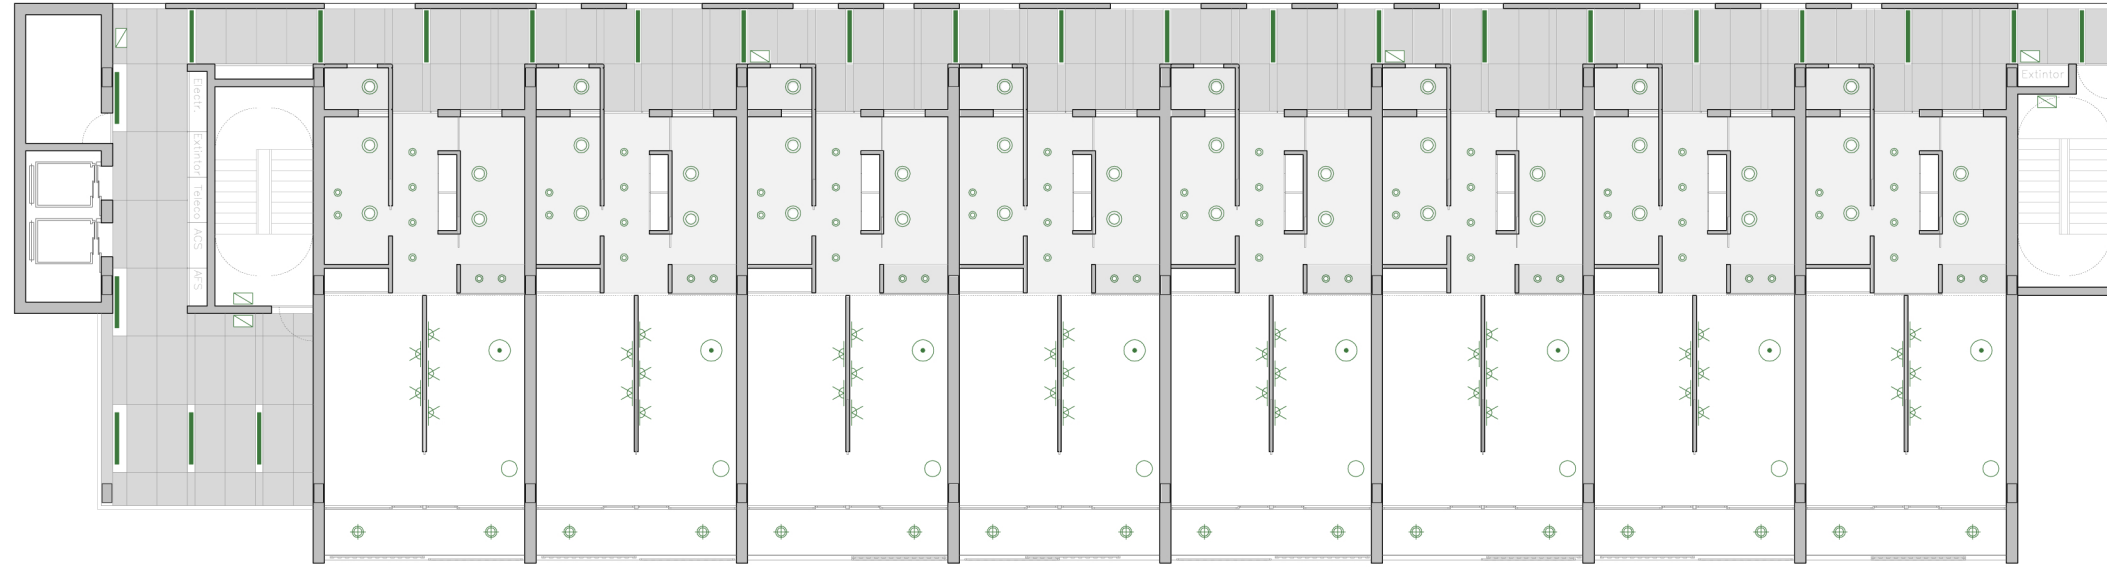 Electr.
Extintor
Teleco
ACS
AFS
Extintor